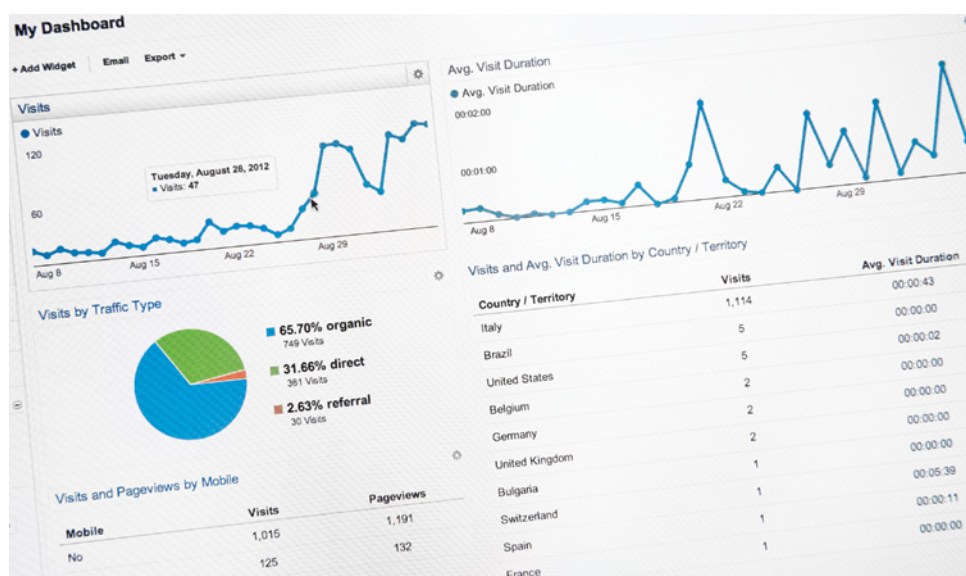 My Dashboard
+ Add Widget Email Export
Visits
Visits
120
60
Tuesday, August 28, 2012
Visits: 47
Aug 8 Aug 15 Aug 22 Aug 29
Visits by Traffic Type
65.70% organic
749 Visits
31.66% direct
361 Visits
2.63% referral
30 Visits
Visits and Pageviews by Mobile
Mobile Visits Pageviews
No 1,015 1,191
125 132
Avg. Visit Duration
Avg. Visit Duration
00:02:00
00:01:00
Aug 8 Aug 15 Aug 22 Aug 29
Visits and Avg. Visit Duration by Country / Territory
Country / Territory Visits Avg. Visit Duration
Italy 1,114 00:00:43
Brazil 5 00:00:00
United States 5 00:00:02
Belgium 2 00:00:00
Germany 2 00:00:00
United Kingdom 2 00:00:00
Bulgaria 1 00:00:00
Switzerland 1 00:05:39
Spain 1 00:00:11
France 1 00:00:00